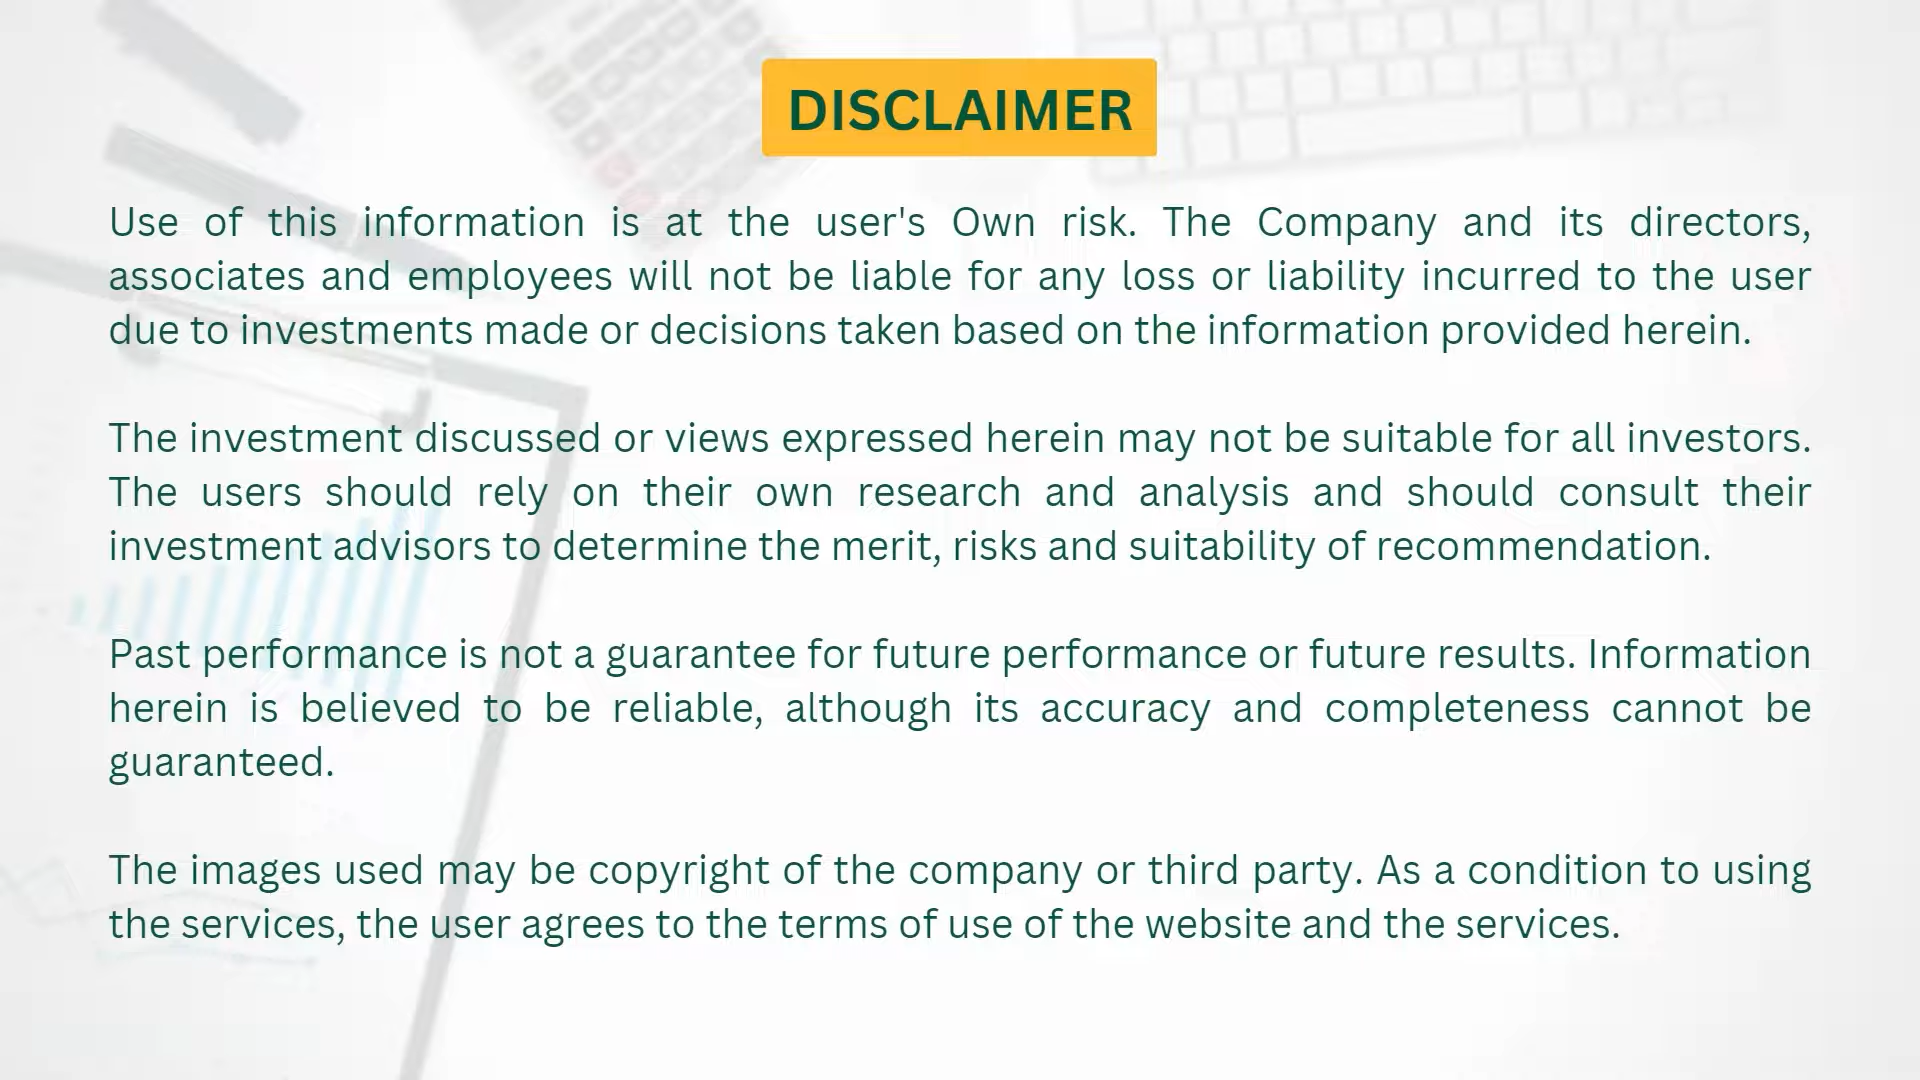 DISCLAIMER
Use of this information is at the user's Own risk. The Company and its directors,
associates and employees will not be liable for any loss or liability incurred to the user
due to investments made or decisions taken based on the information provided herein.
The investment discussed or views expressed herein may not be suitable for all investors.
The users should rely on their own research and analysis and should consult their
investment advisors to determine the merit, risks and suitability of recommendation.
Past performance is not a guarantee for future performance or future results. Information
herein is believed to be reliable, although its accuracy and completeness cannot be
guaranteed.
The images used may be copyright of the company or third party. As a condition to using
the services, the user agrees to the terms of use of the website and the services.